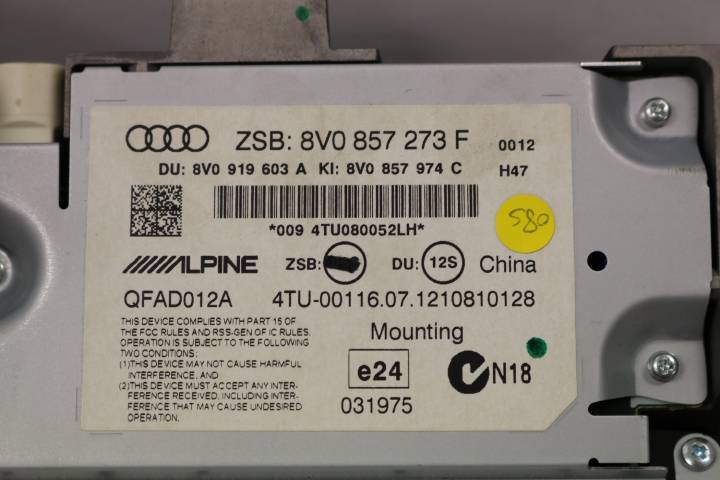 ZSB: 8V0 857 273 F 0012
DU: 8V0 919 603 A KI: 8V0 857 974 C H47
*009 4TU080052LH*
580
ALPINE ZSB: DU: 12S China
QFAD012A 4TU-00116.07.1210810128
THIS DEVICE COMPLIES WITH PART 15 OF
THE FCC RULES AND RSS-GEN OF IC RULES.
OPERATION IS SUBJECT TO THE FOLLOWING
TWO CONDITIONS:
(1)THIS DEVICE MAY NOT CAUSE HARMFUL
INTERFERENCE, AND
(2)THIS DEVICE MUST ACCEPT ANY INTER-
FERENCE RECEIVED, INCLUDING INTER-
FERENCE THAT MAY CAUSE UNDESIRED
OPERATION.
Mounting
e24 N18
031975